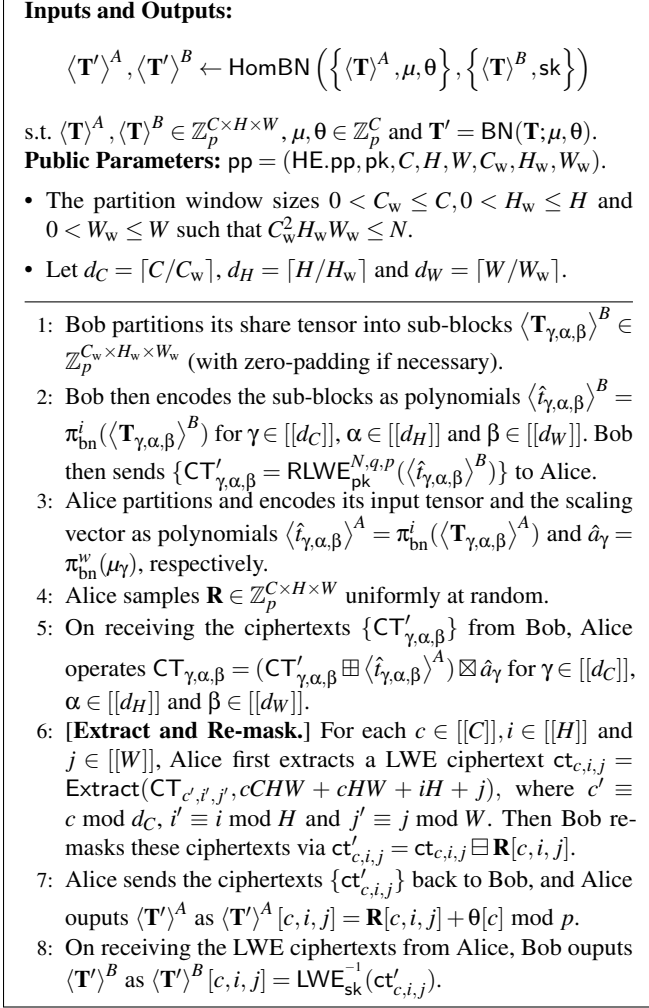 Inputs and Outputs:
⟨T′⟩^A, ⟨T′⟩^B ← HomBN ({⟨T⟩^A, μ, θ}, {⟨T⟩^B, sk})
s.t. ⟨T⟩^A, ⟨T⟩^B ∈ ℤ_p^{C×H×W}, μ, θ ∈ ℤ_p^C and T′ = BN(T; μ, θ).
Public Parameters: pp = (HE.pp, pk, C, H, W, C_w, H_w, W_w).
• The partition window sizes 0 < C_w ≤ C, 0 < H_w ≤ H and
0 < W_w ≤ W such that C_w^2 H_w W_w ≤ N.
• Let d_C = ⌈C/C_w⌉, d_H = ⌈H/H_w⌉ and d_W = ⌈W/W_w⌉.
1: Bob partitions its share tensor into sub-blocks ⟨T_{γ,α,β}⟩^B ∈
ℤ_p^{C_w×H_w×W_w} (with zero-padding if necessary).
2: Bob then encodes the sub-blocks as polynomials ⟨t̂_{γ,α,β}⟩^B =
π_bn^i(⟨T_{γ,α,β}⟩^B) for γ ∈ [[d_C]], α ∈ [[d_H]] and β ∈ [[d_W]]. Bob
then sends {CT′_{γ,α,β} = RLWE_pk^{N,q,p}(⟨t̂_{γ,α,β}⟩^B)} to Alice.
3: Alice partitions and encodes its input tensor and the scaling
vector as polynomials ⟨t̂_{γ,α,β}⟩^A = π_bn^i(⟨T_{γ,α,β}⟩^A) and â_γ =
π_bn^w(μ_γ), respectively.
4: Alice samples R ∈ ℤ_p^{C×H×W} uniformly at random.
5: On receiving the ciphertexts {CT′_{γ,α,β}} from Bob, Alice
operates CT_{γ,α,β} = (CT′_{γ,α,β} ⊞ ⟨t̂_{γ,α,β}⟩^A) ⊠ â_γ for γ ∈ [[d_C]],
α ∈ [[d_H]] and β ∈ [[d_W]].
6: [Extract and Re-mask.] For each c ∈ [[C]], i ∈ [[H]] and
j ∈ [[W]], Alice first extracts a LWE ciphertext ct_{c,i,j} =
Extract(CT_{c′,i′,j′}, cCHW + cHW + iH + j), where c′ ≡
c mod d_C, i′ ≡ i mod H and j′ ≡ j mod W. Then Bob re-
masks these ciphertexts via ct′_{c,i,j} = ct_{c,i,j} ⊟ R[c, i, j].
7: Alice sends the ciphertexts {ct′_{c,i,j}} back to Bob, and Alice
ouputs ⟨T′⟩^A as ⟨T′⟩^A [c, i, j] = R[c, i, j] + θ[c] mod p.
8: On receiving the LWE ciphertexts from Alice, Bob ouputs
⟨T′⟩^B as ⟨T′⟩^B [c, i, j] = LWE_sk^{-1}(ct′_{c,i,j}).